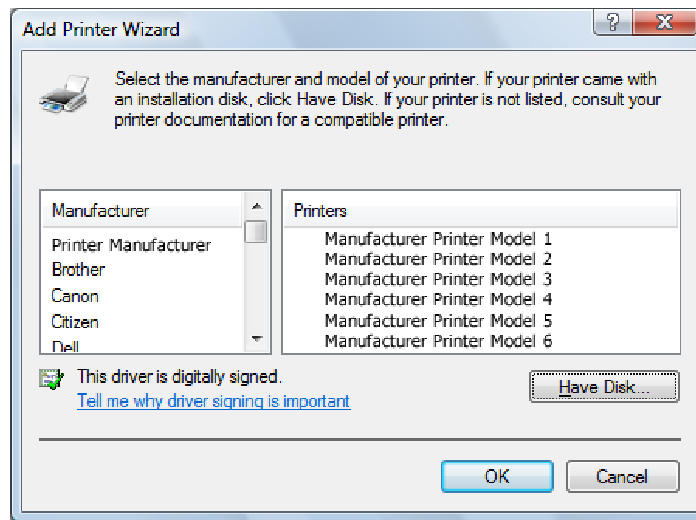 Add Printer Wizard
?
Select the manufacturer and model of your printer. If your printer came with
an installation disk, click Have Disk. If your printer is not listed, consult your
printer documentation for a compatible printer.
Manufacturer
Printer Manufacturer
Brother
Canon
Citizen
Dell
Printers
Manufacturer Printer Model 1
Manufacturer Printer Model 2
Manufacturer Printer Model 3
Manufacturer Printer Model 4
Manufacturer Printer Model 5
Manufacturer Printer Model 6
This driver is digitally signed.
Tell me why driver signing is important
Have Disk...
OK
Cancel